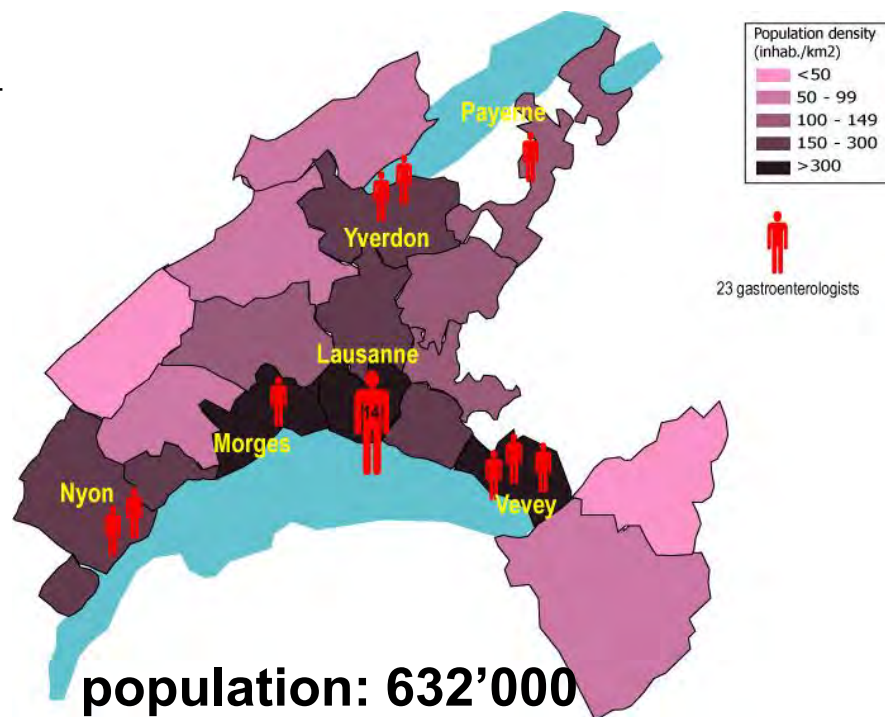 Population density
(inhab./km2)
<50
50 - 99
100 - 149
150 - 300
>300
23 gastroenterologists
Payerne
Yverdon
Lausanne
14
Morges
Nyon
Vevey
population: 632’000